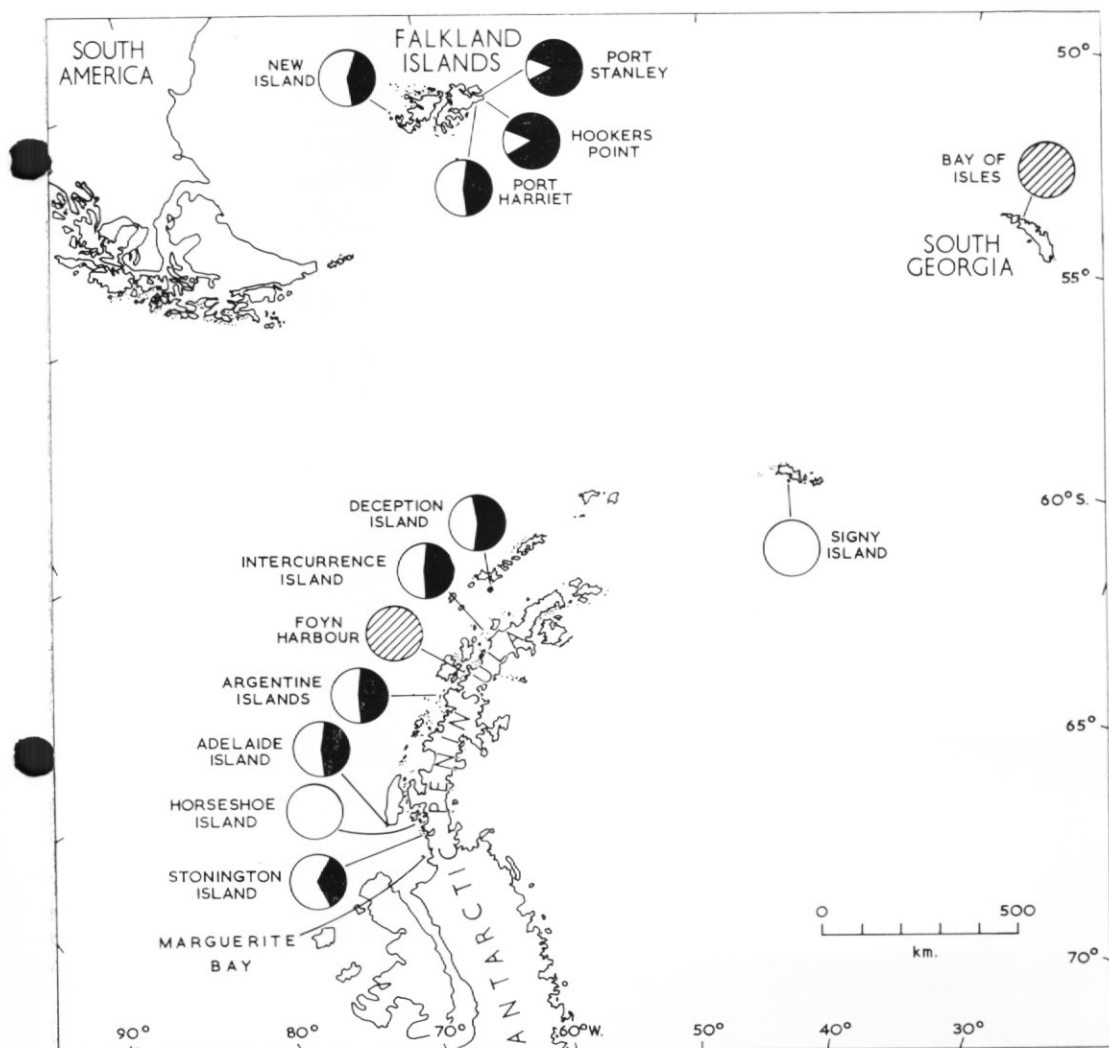 SOUTH
AMERICA
FALKLAND
ISLANDS
NEW
ISLAND
PORT
STANLEY
HOOKERS
POINT
PORT
HARRIET
BAY OF
ISLES
SOUTH
GEORGIA
50°
55°
60°S.
65°
70°
DECEPTION
ISLAND
INTERCURRENCE
ISLAND
FOYN
HARBOUR
ARGENTINE
ISLANDS
ADELAIDE
ISLAND
HORSESHOE
ISLAND
STONINGTON
ISLAND
MARGUERITE
BAY
SIGNY
ISLAND
ANTARCTIC PENINSULA
0 500
km.
90° 80° 70° 60°W. 50° 40° 30°